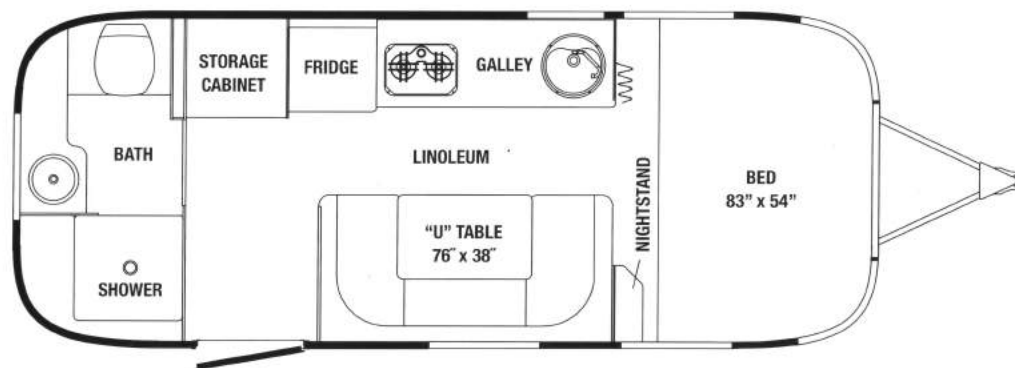 STORAGE
CABINET
FRIDGE
GALLEY
BATH
LINOLEUM
NIGHTSTAND
BED
83” x 54”
“U” TABLE
76″ x 38″
SHOWER